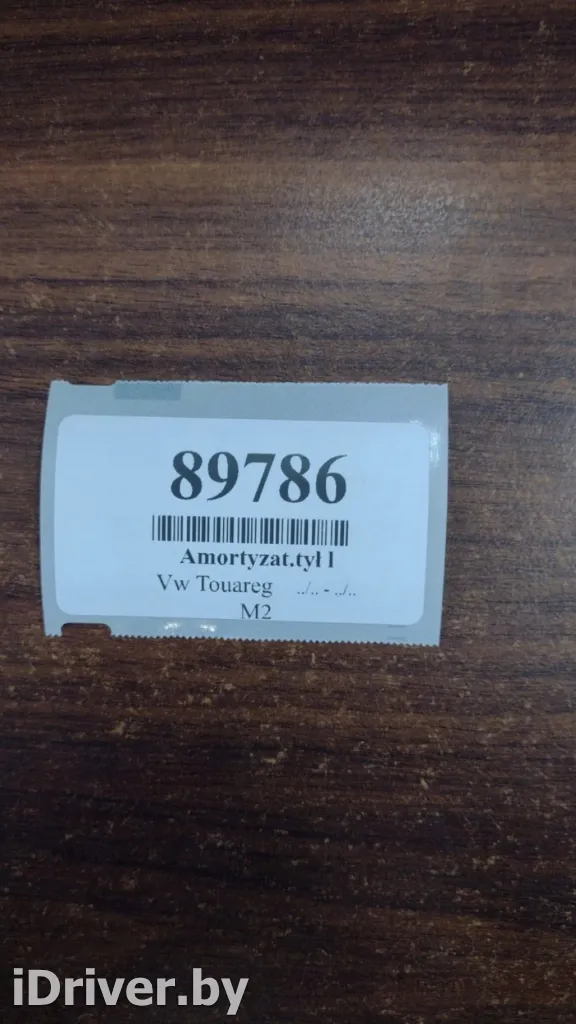 89786
Amortyzat.tył l
Vw Touareg ../.. - ../..
M2
iDriver.by